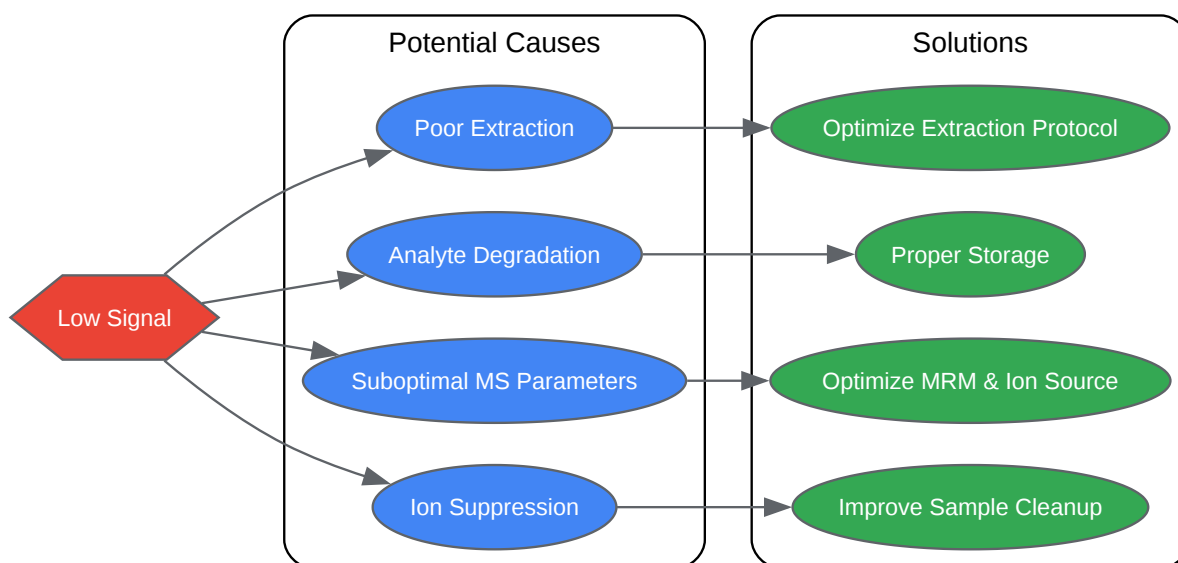 Potential Causes
Solutions
Poor Extraction
Optimize Extraction Protocol
Analyte Degradation
Proper Storage
Low Signal
Suboptimal MS Parameters
Optimize MRM & Ion Source
Ion Suppression
Improve Sample Cleanup